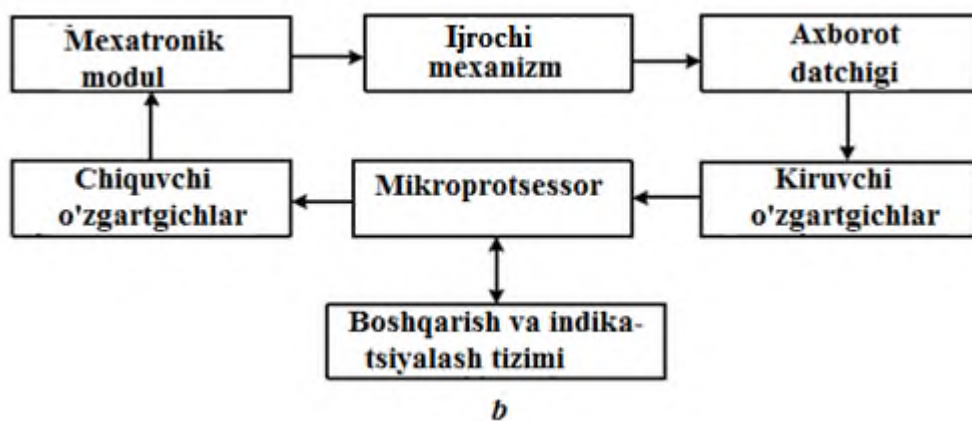 Mexatronik
modul
Ijrochi
mexanizm
Axborot
datchigi
Chiquvchi
o'zgartgichlar
Mikroprotsessor
Kiruvchi
o'zgartgichlar
Boshqarish va indika-
tsiyalash tizimi
b